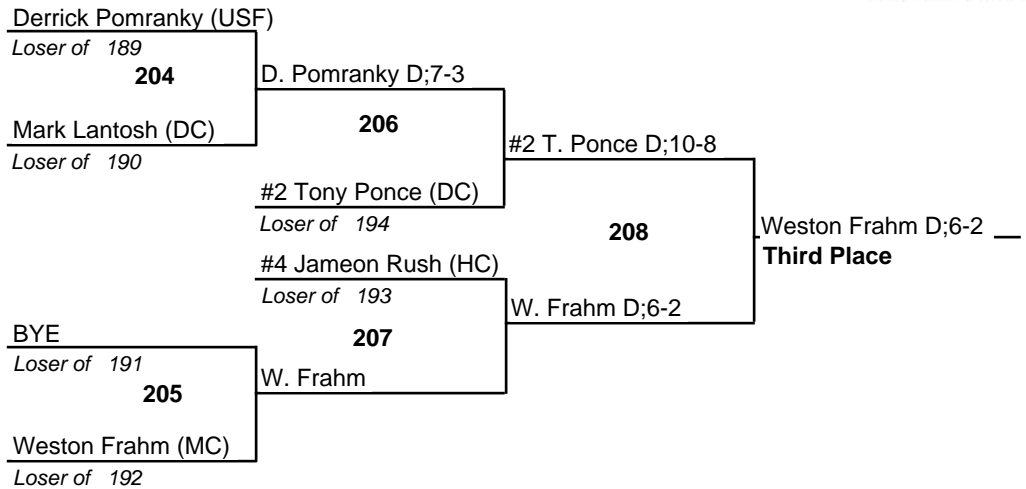 Derrick Pomranky (USF)
Loser of 189
204
D. Pomranky D;7-3
Mark Lantosh (DC)
Loser of 190
206
#2 T. Ponce D;10-8
#2 Tony Ponce (DC)
Loser of 194
208
Weston Frahm D;6-2
Third Place
#4 Jameon Rush (HC)
Loser of 193
W. Frahm D;6-2
BYE
Loser of 191
207
205
W. Frahm
Weston Frahm (MC)
Loser of 192